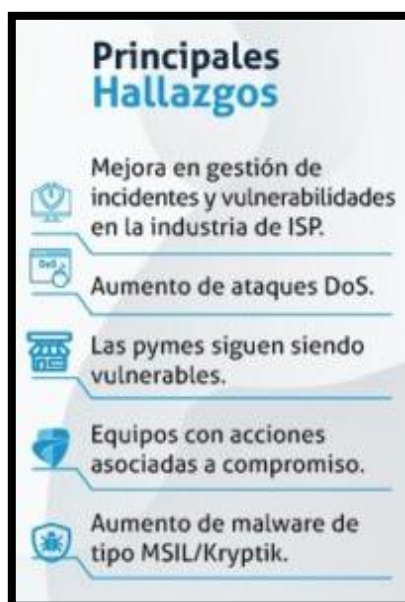 Principales
Hallazgos
Mejora en gestión de
incidentes y vulnerabilidades
en la industria de ISP.
DoS
Aumento de ataques DoS.
Las pymes siguen siendo
vulnerables.
Equipos con acciones
asociadas a compromiso.
Aumento de malware de
tipo MSIL/Kryptik.